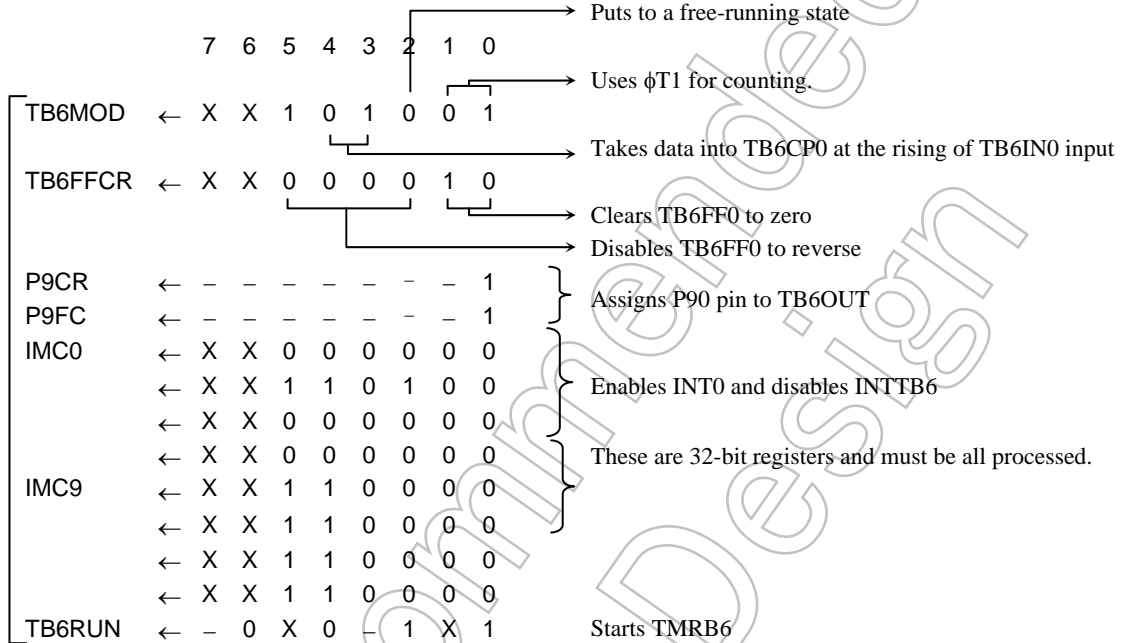 Puts to a free-running state
7 6 5 4 3 2 1 0
Uses ϕT1 for counting.
TB6MOD ← X X 1 0 1 0 0 1
Takes data into TB6CP0 at the rising of TB6IN0 input
TB6FFCR ← X X 0 0 0 0 1 0
Clears TB6FF0 to zero
Disables TB6FF0 to reverse
P9CR ← – – – – – – – 1
Assigns P90 pin to TB6OUT
P9FC ← – – – – – – – 1
IMC0 ← X X 0 0 0 0 0 0
← X X 1 1 0 1 0 0 Enables INT0 and disables INTTB6
← X X 0 0 0 0 0 0
← X X 0 0 0 0 0 0 These are 32-bit registers and must be all processed.
IMC9 ← X X 1 1 0 0 0 0
← X X 1 1 0 0 0 0
← X X 1 1 0 0 0 0
← X X 1 1 0 0 0 0
TB6RUN ← – 0 X 0 – 1 X 1 Starts TMRB6
ommended
Design